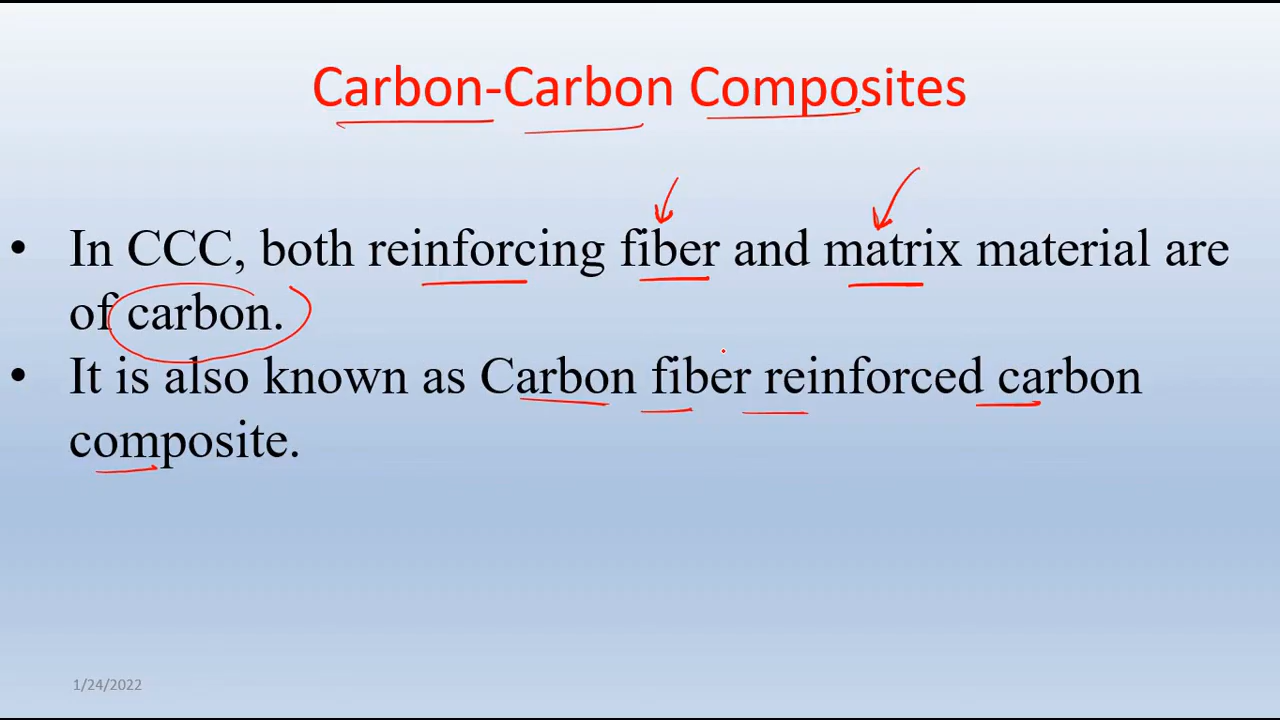 Carbon-Carbon Composites
• In CCC, both reinforcing fiber and matrix material are
of carbon.
• It is also known as Carbon fiber reinforced carbon
composite.
1/24/2022